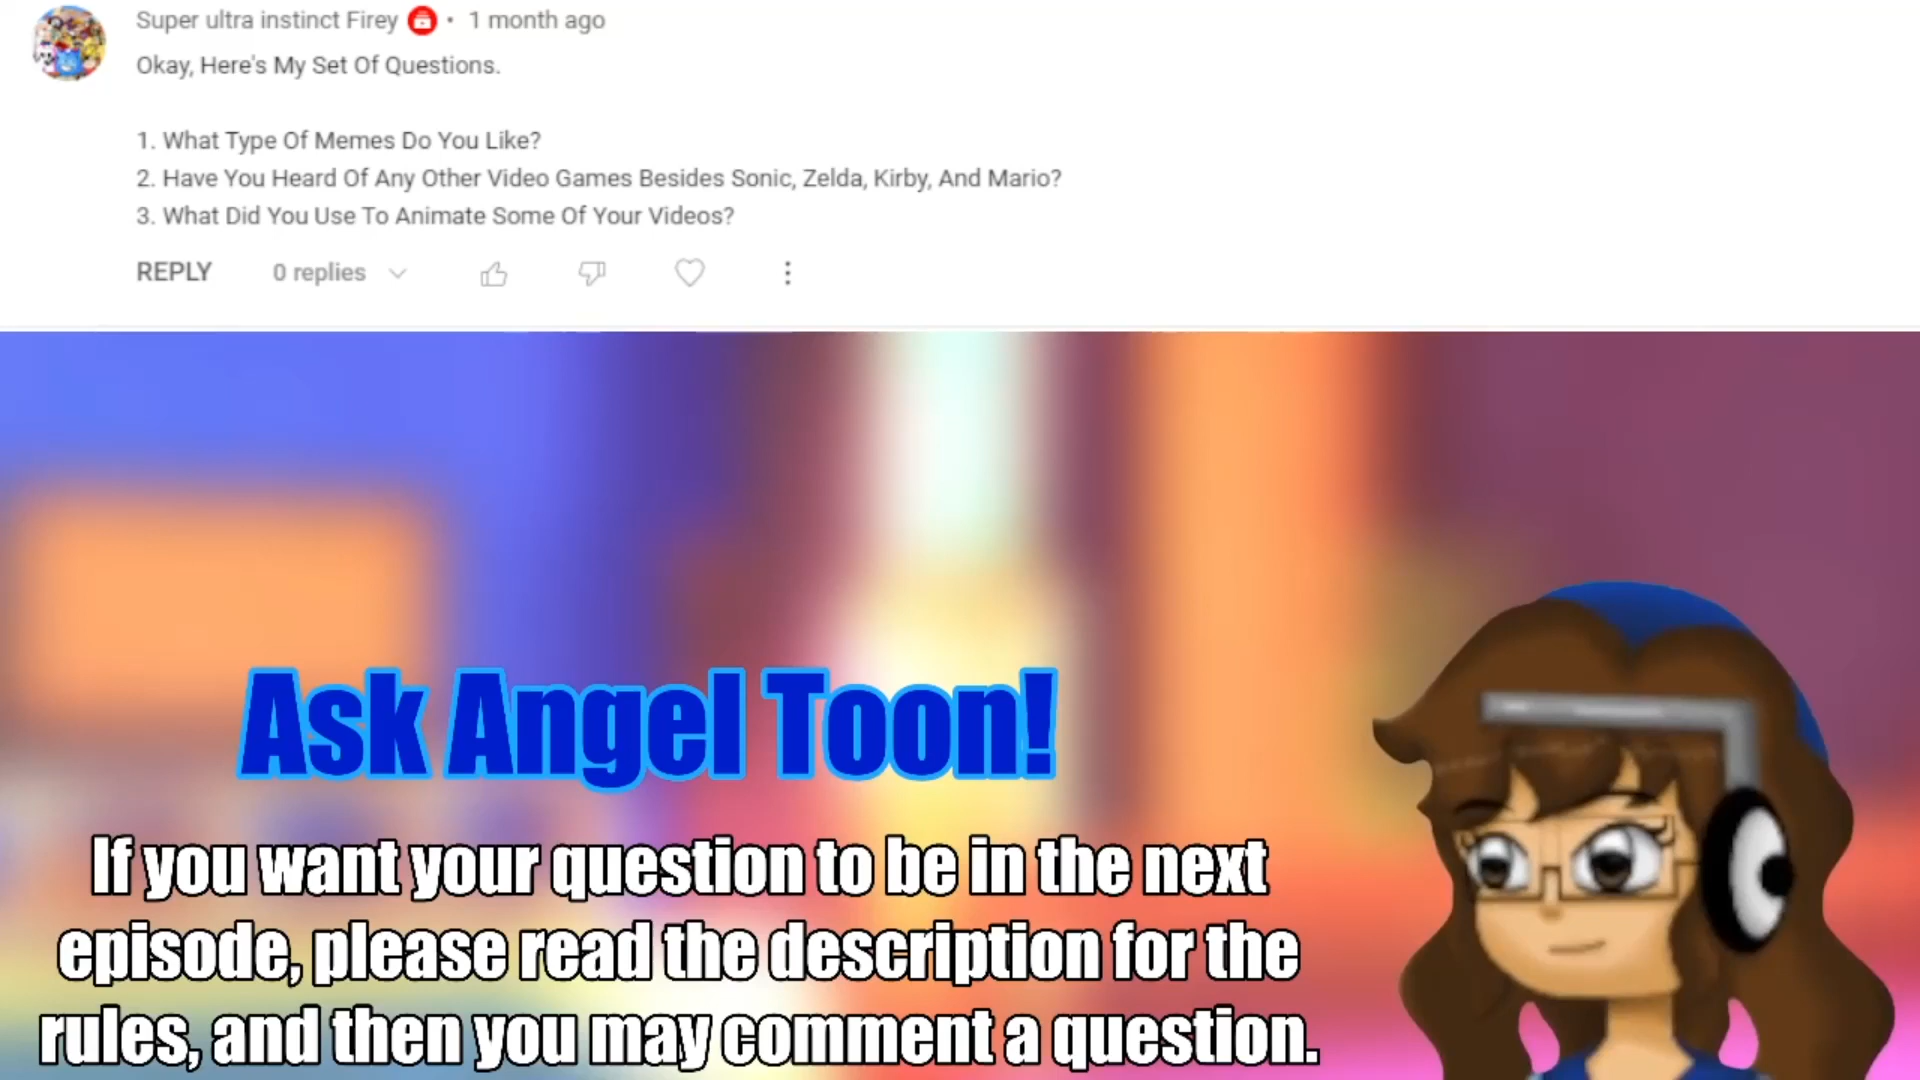 Super ultra instinct Firey • 1 month ago
Okay, Here's My Set Of Questions.
1. What Type Of Memes Do You Like?
2. Have You Heard Of Any Other Video Games Besides Sonic, Zelda, Kirby, And Mario?
3. What Did You Use To Animate Some Of Your Videos?
REPLY 0 replies
Ask Angel Toon!
If you want your question to be in the next
episode, please read the description for the
rules, and then you may comment a question.